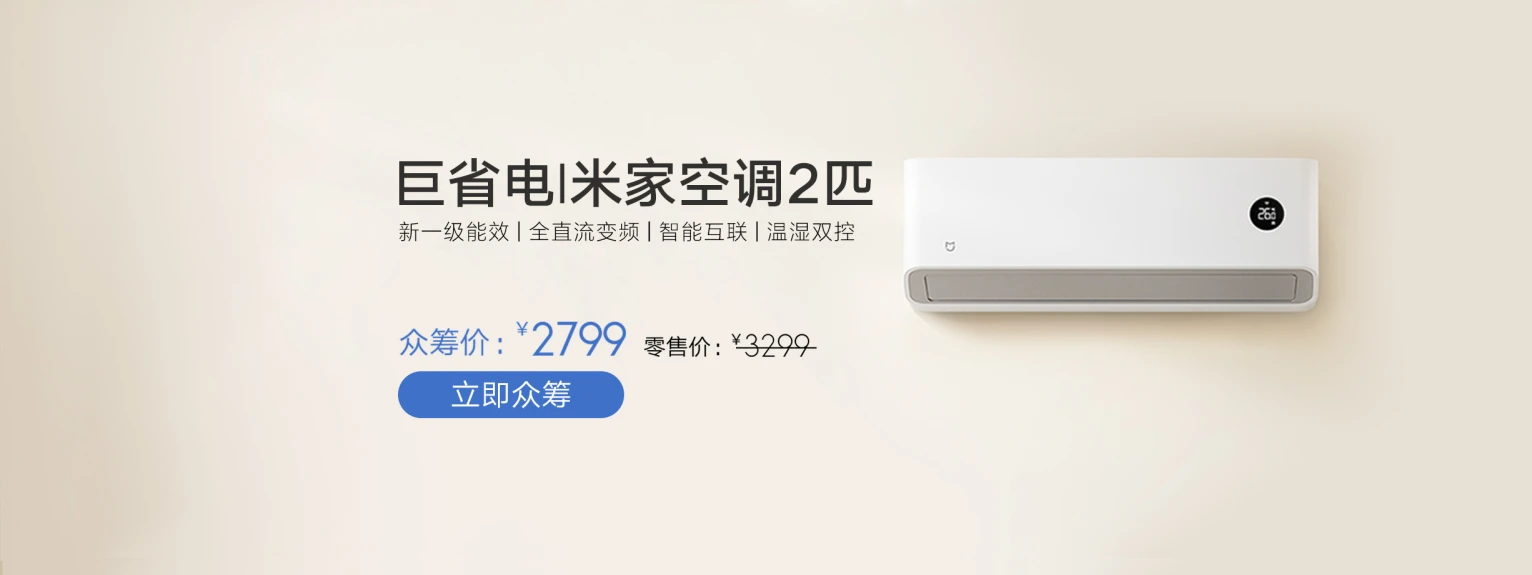 巨省电|米家空调2匹
新一级能效 | 全直流变频 | 智能互联 | 温湿双控
众筹价：¥2799 零售价：¥3299
立即众筹
26.0